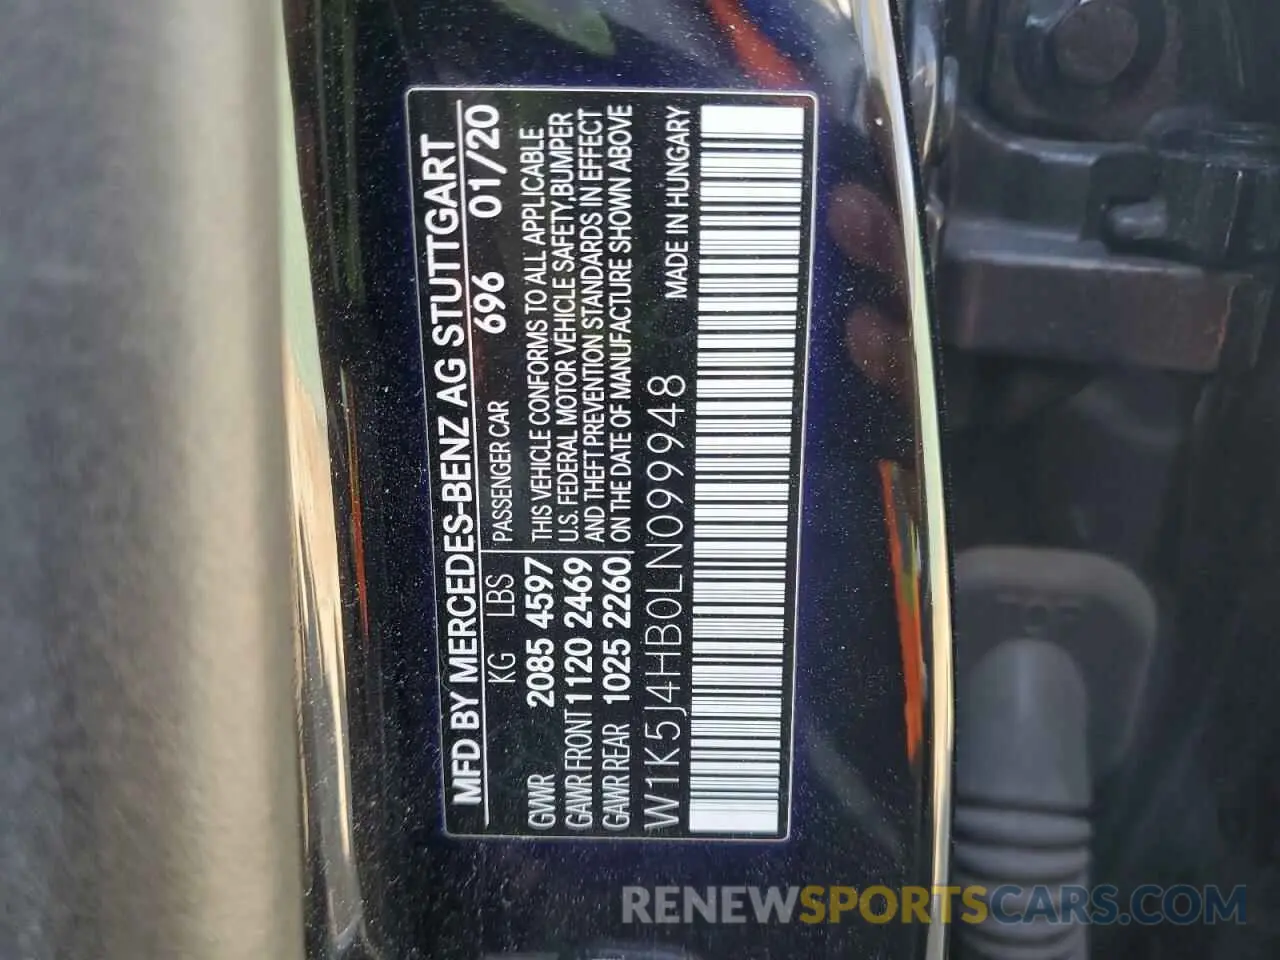 MFD BY MERCEDES-BENZ AG STUTTGART
KG LBS PASSENGER CAR 696 01/20
GVWR 2085 4597 THIS VEHICLE CONFORMS TO ALL APPLICABLE
U.S. FEDERAL MOTOR VEHICLE SAFETY,BUMPER
GAWR FRONT 1120 2469 AND THEFT PREVENTION STANDARDS IN EFFECT
GAWR REAR 1025 2260 ON THE DATE OF MANUFACTURE SHOWN ABOVE
W1K5J4HB0LN099948 MADE IN HUNGARY
RENEWSPORTSCARS.COM